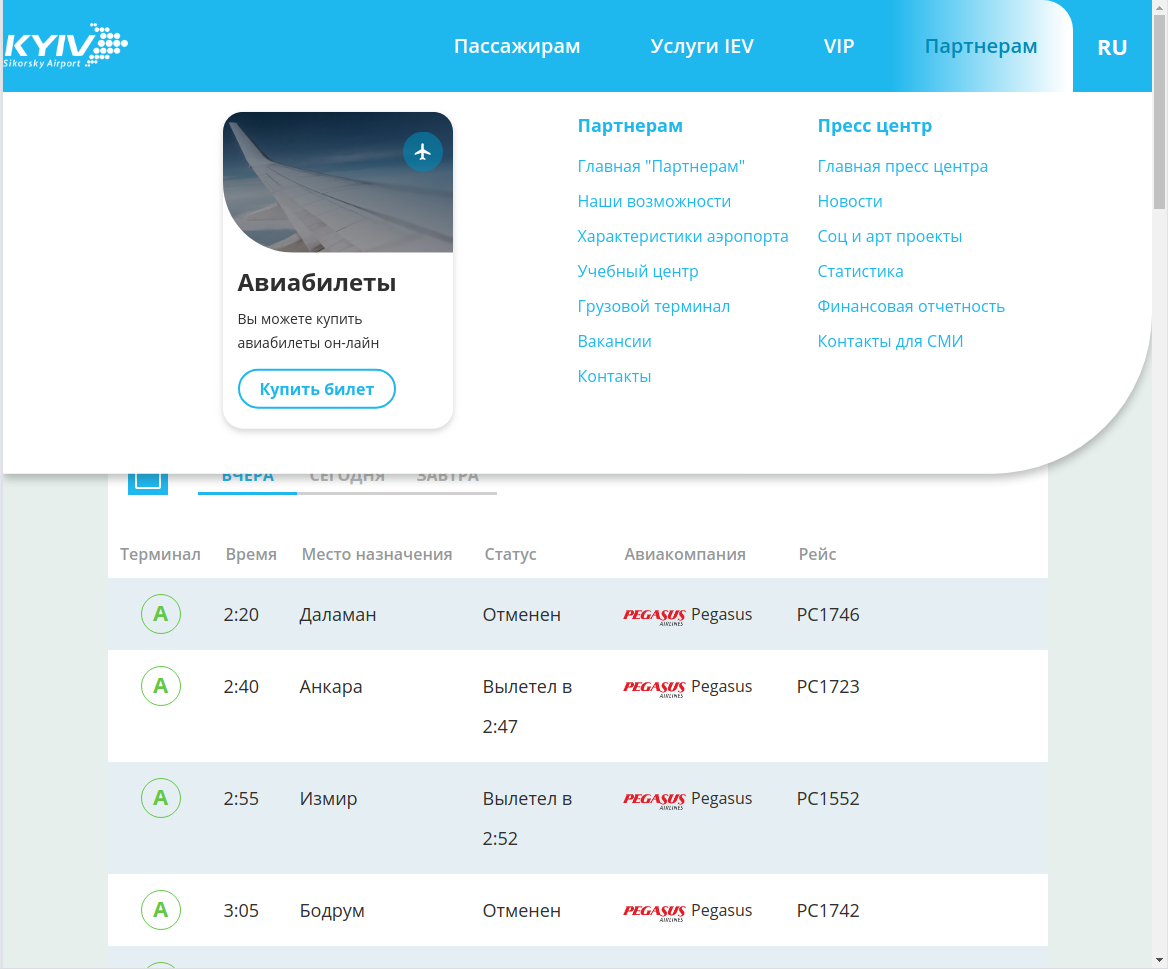 KYIV
Sikorsky Airport
Пассажирам
Услуги IEV
VIP
Партнерам
RU
Авиабилеты
Вы можете купить
авиабилеты он-лайн
Купить билет
Партнерам
Главная "Партнерам"
Наши возможности
Характеристики аэропорта
Учебный центр
Грузовой терминал
Вакансии
Контакты
Пресс центр
Главная пресс центра
Новости
Соц и арт проекты
Статистика
Финансовая отчетность
Контакты для СМИ
ВЧЕРА СЕГОДНЯ ЗАВТРА
Терминал Время Место назначения Статус Авиакомпания Рейс
A 2:20 Даламан Отменен PEGASUS AIRLINES Pegasus PC1746
A 2:40 Анкара Вылетел в PEGASUS AIRLINES Pegasus PC1723
2:47
A 2:55 Измир Вылетел в PEGASUS AIRLINES Pegasus PC1552
2:52
A 3:05 Бодрум Отменен PEGASUS AIRLINES Pegasus PC1742